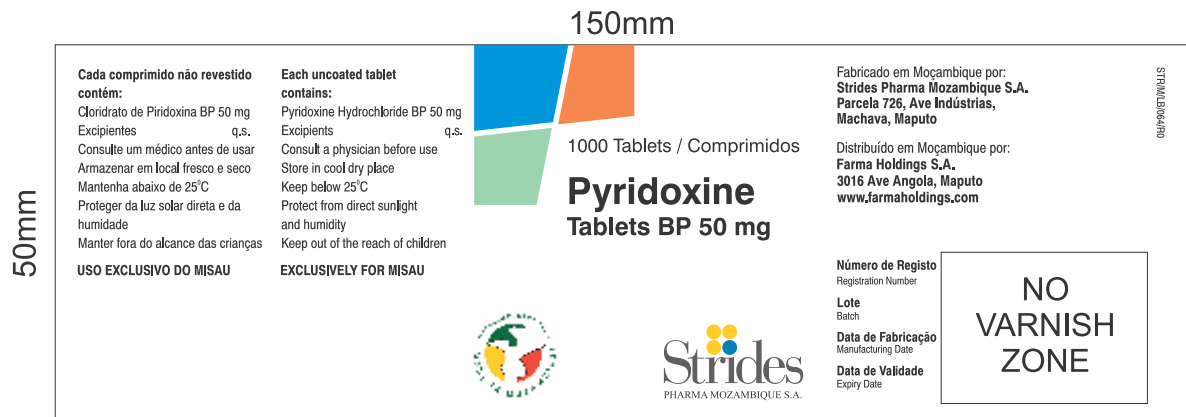 150mm
50mm
Cada comprimido não revestido
contém:
Cloridrato de Piridoxina BP 50 mg
Excipientes q.s.
Consulte um médico antes de usar
Armazenar em local fresco e seco
Mantenha abaixo de 25⁰C
Proteger da luz solar direta e da
humidade
Manter fora do alcance das crianças
USO EXCLUSIVO DO MISAU
Each uncoated tablet
contains:
Pyridoxine Hydrochloride BP 50 mg
Excipients q.s.
Consult a physician before use
Store in cool dry place
Keep below 25⁰C
Protect from direct sunlight
and humidity
Keep out of the reach of children
EXCLUSIVELY FOR MISAU
1000 Tablets / Comprimidos
Pyridoxine
Tablets BP 50 mg
Strides
PHARMA MOZAMBIQUE S.A.
Fabricado em Moçambique por:
Strides Pharma Mozambique S.A.
Parcela 726, Ave Indústrias,
Machava, Maputo
Distribuído em Moçambique por:
Farma Holdings S.A.
3016 Ave Angola, Maputo
www.farmaholdings.com
Número de Registo
Registration Number
Lote
Batch
Data de Fabricação
Manufacturing Date
Data de Validade
Expiry Date
NO
VARNISH
ZONE
STR/M/LB/064/R0